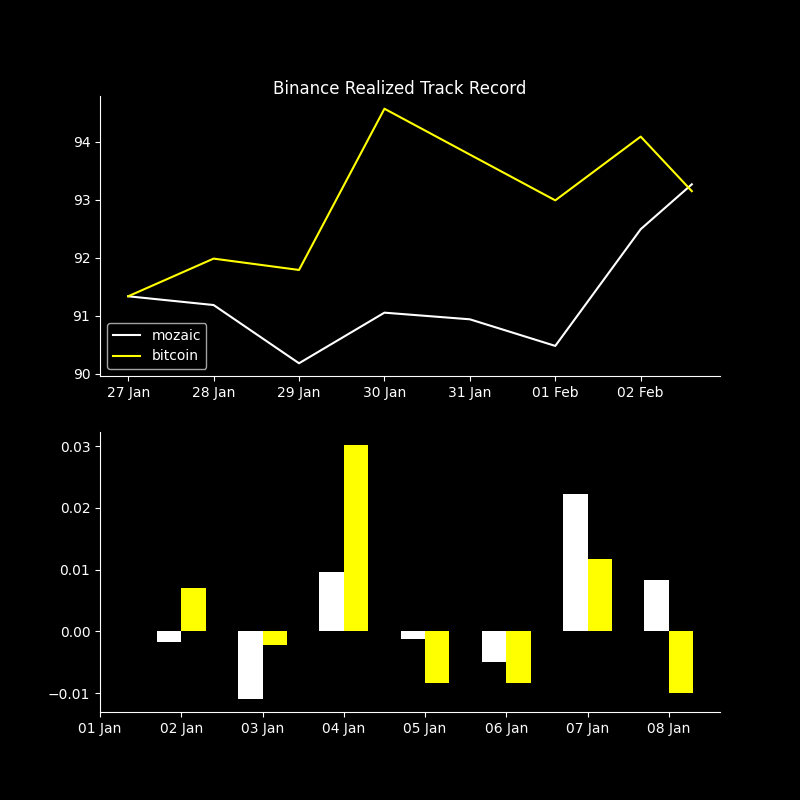 Binance Realized Track Record
94
93
92
91
90
mozaic
bitcoin
27 Jan 28 Jan 29 Jan 30 Jan 31 Jan 01 Feb 02 Feb
0.03
0.02
0.01
0.00
−0.01
01 Jan 02 Jan 03 Jan 04 Jan 05 Jan 06 Jan 07 Jan 08 Jan